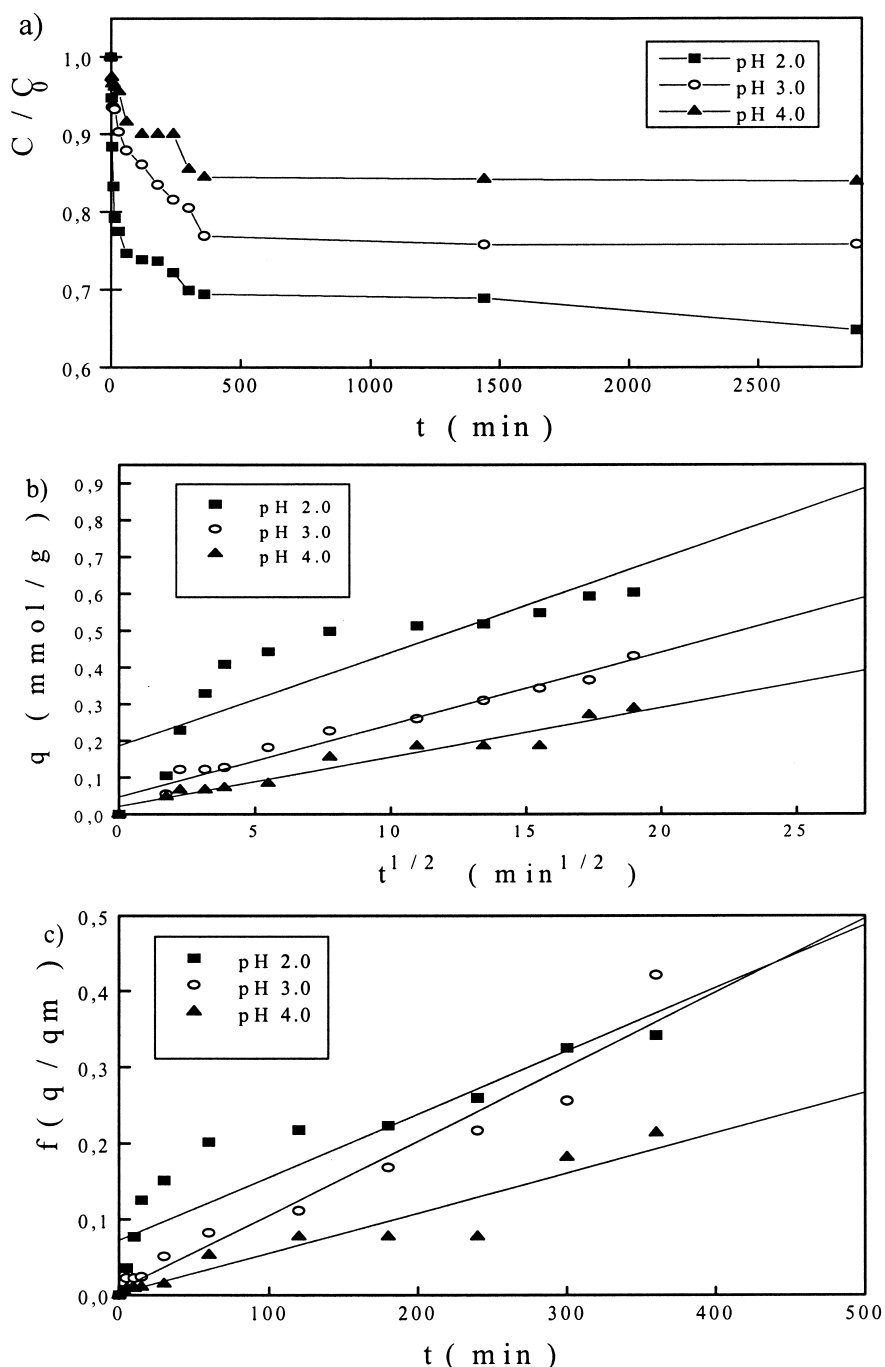 a)
C / C0
1,0
0,9
0,8
0,7
0,6
pH 2.0
pH 3.0
pH 4.0
0
500
1000
1500
2000
2500
t ( min )
b)
q ( mmol / g )
0,9
0,8
0,7
0,6
0,5
0,4
0,3
0,2
0,1
0,0
pH 2.0
pH 3.0
pH 4.0
0
5
10
15
20
25
t^1/2 ( min^1/2 )
c)
f ( q / qm )
0,5
0,4
0,3
0,2
0,1
0,0
pH 2.0
pH 3.0
pH 4.0
0
100
200
300
400
500
t ( min )